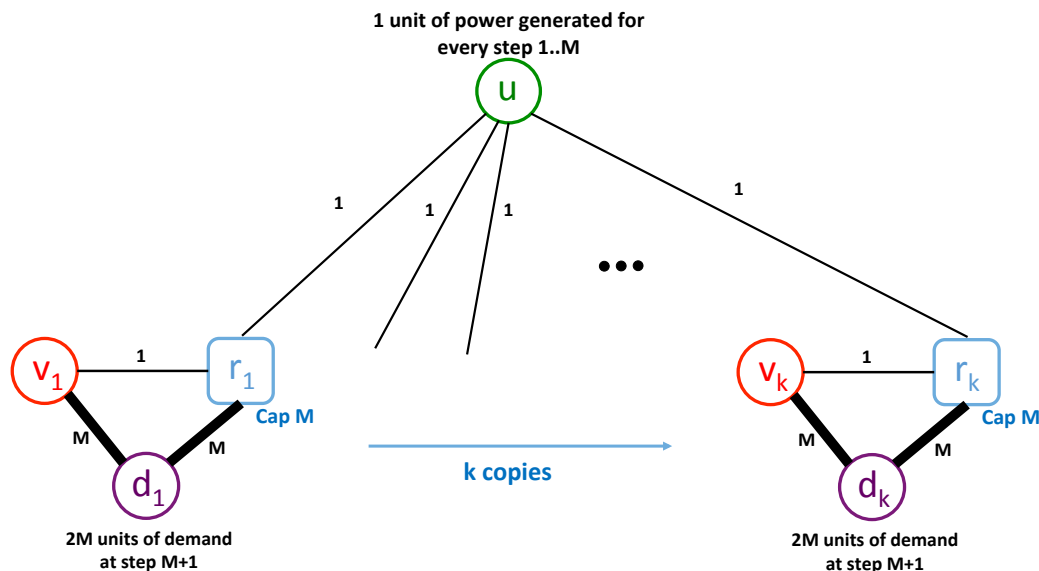 1 unit of power generated for
every step 1..M
u
1
1
1
1
v1
1
r1
Cap M
M
M
d1
2M units of demand
at step M+1
k copies
vk
1
rk
Cap M
M
M
dk
2M units of demand
at step M+1